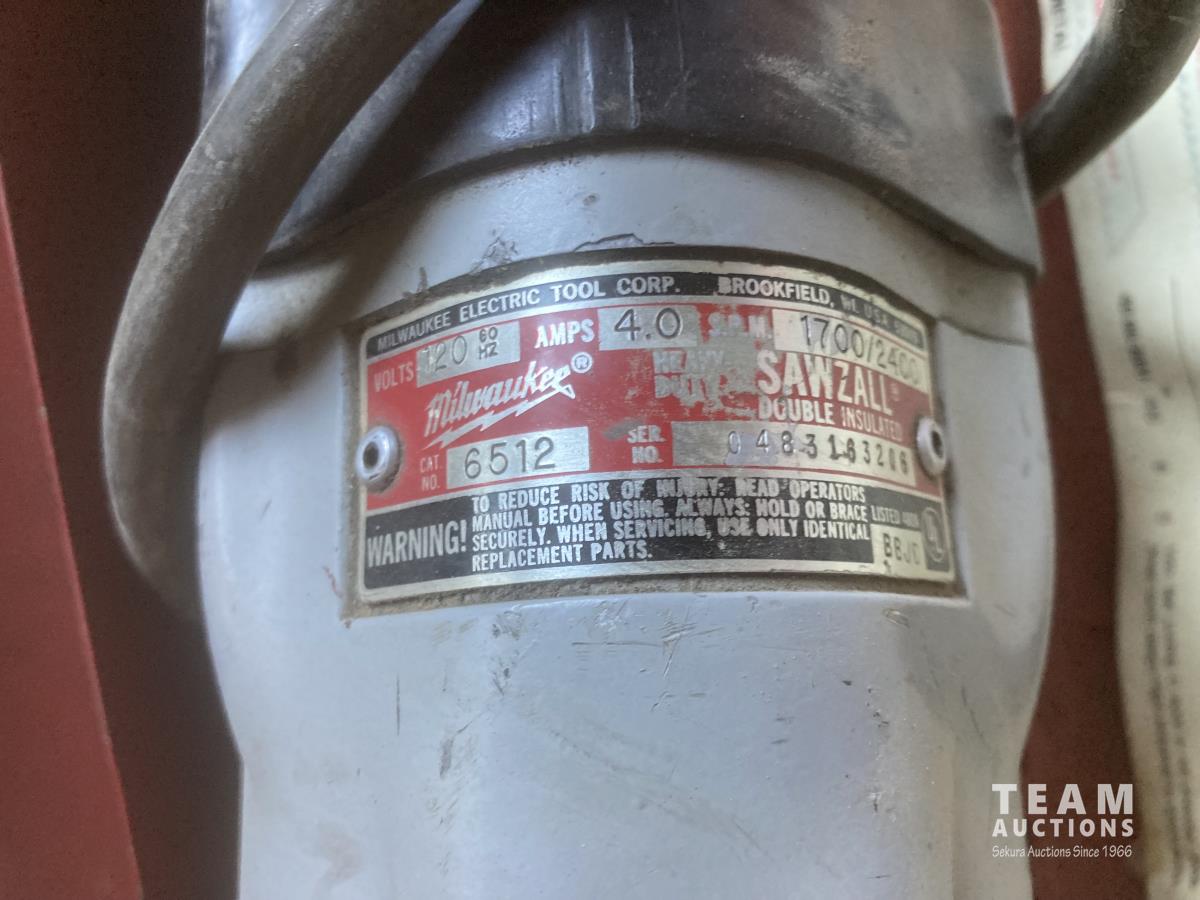 MILWAUKEE ELECTRIC TOOL CORP. BROOKFIELD, WI. U.S.A.
VOLTS 120 60 HZ AMPS 4.0 S.P.M. 1700/2400
Milwaukee® HEAVY DUTY SAWZALL®
DOUBLE INSULATED
CAT. NO. 6512 SER. NO. 0483163206
WARNING! TO REDUCE RISK OF INJURY: READ OPERATORS
MANUAL BEFORE USING. ALWAYS: HOLD OR BRACE
SECURELY. WHEN SERVICING, USE ONLY IDENTICAL
REPLACEMENT PARTS.
LISTED
UL
TEAM
AUCTIONS
Sekura Auctions Since 1966